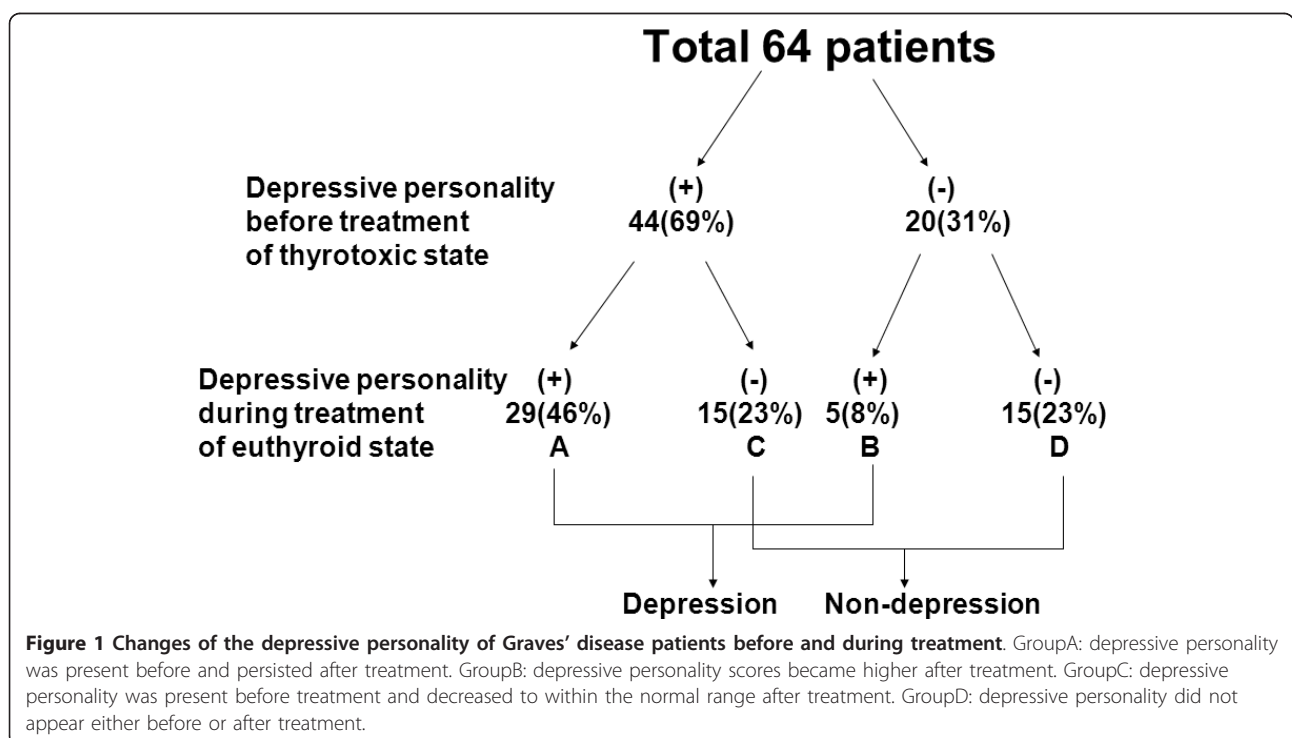 Total 64 patients
Depressive personality
before treatment
of thyrotoxic state
(+)
44(69%)
(-)
20(31%)
Depressive personality
during treatment
of euthyroid state
(+)
29(46%)
A
(-)
15(23%)
C
(+)
5(8%)
B
(-)
15(23%)
D
Depression
Non-depression
Figure 1 Changes of the depressive personality of Graves’ disease patients before and during treatment. GroupA: depressive personality
was present before and persisted after treatment. GroupB: depressive personality scores became higher after treatment. GroupC: depressive
personality was present before treatment and decreased to within the normal range after treatment. GroupD: depressive personality did not
appear either before or after treatment.